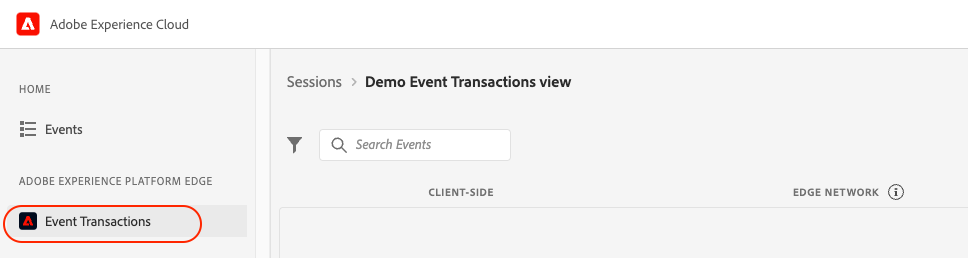 Adobe Experience Cloud
HOME
Events
ADOBE EXPERIENCE PLATFORM EDGE
Event Transactions
Sessions > Demo Event Transactions view
Search Events
CLIENT-SIDE EDGE NETWORK